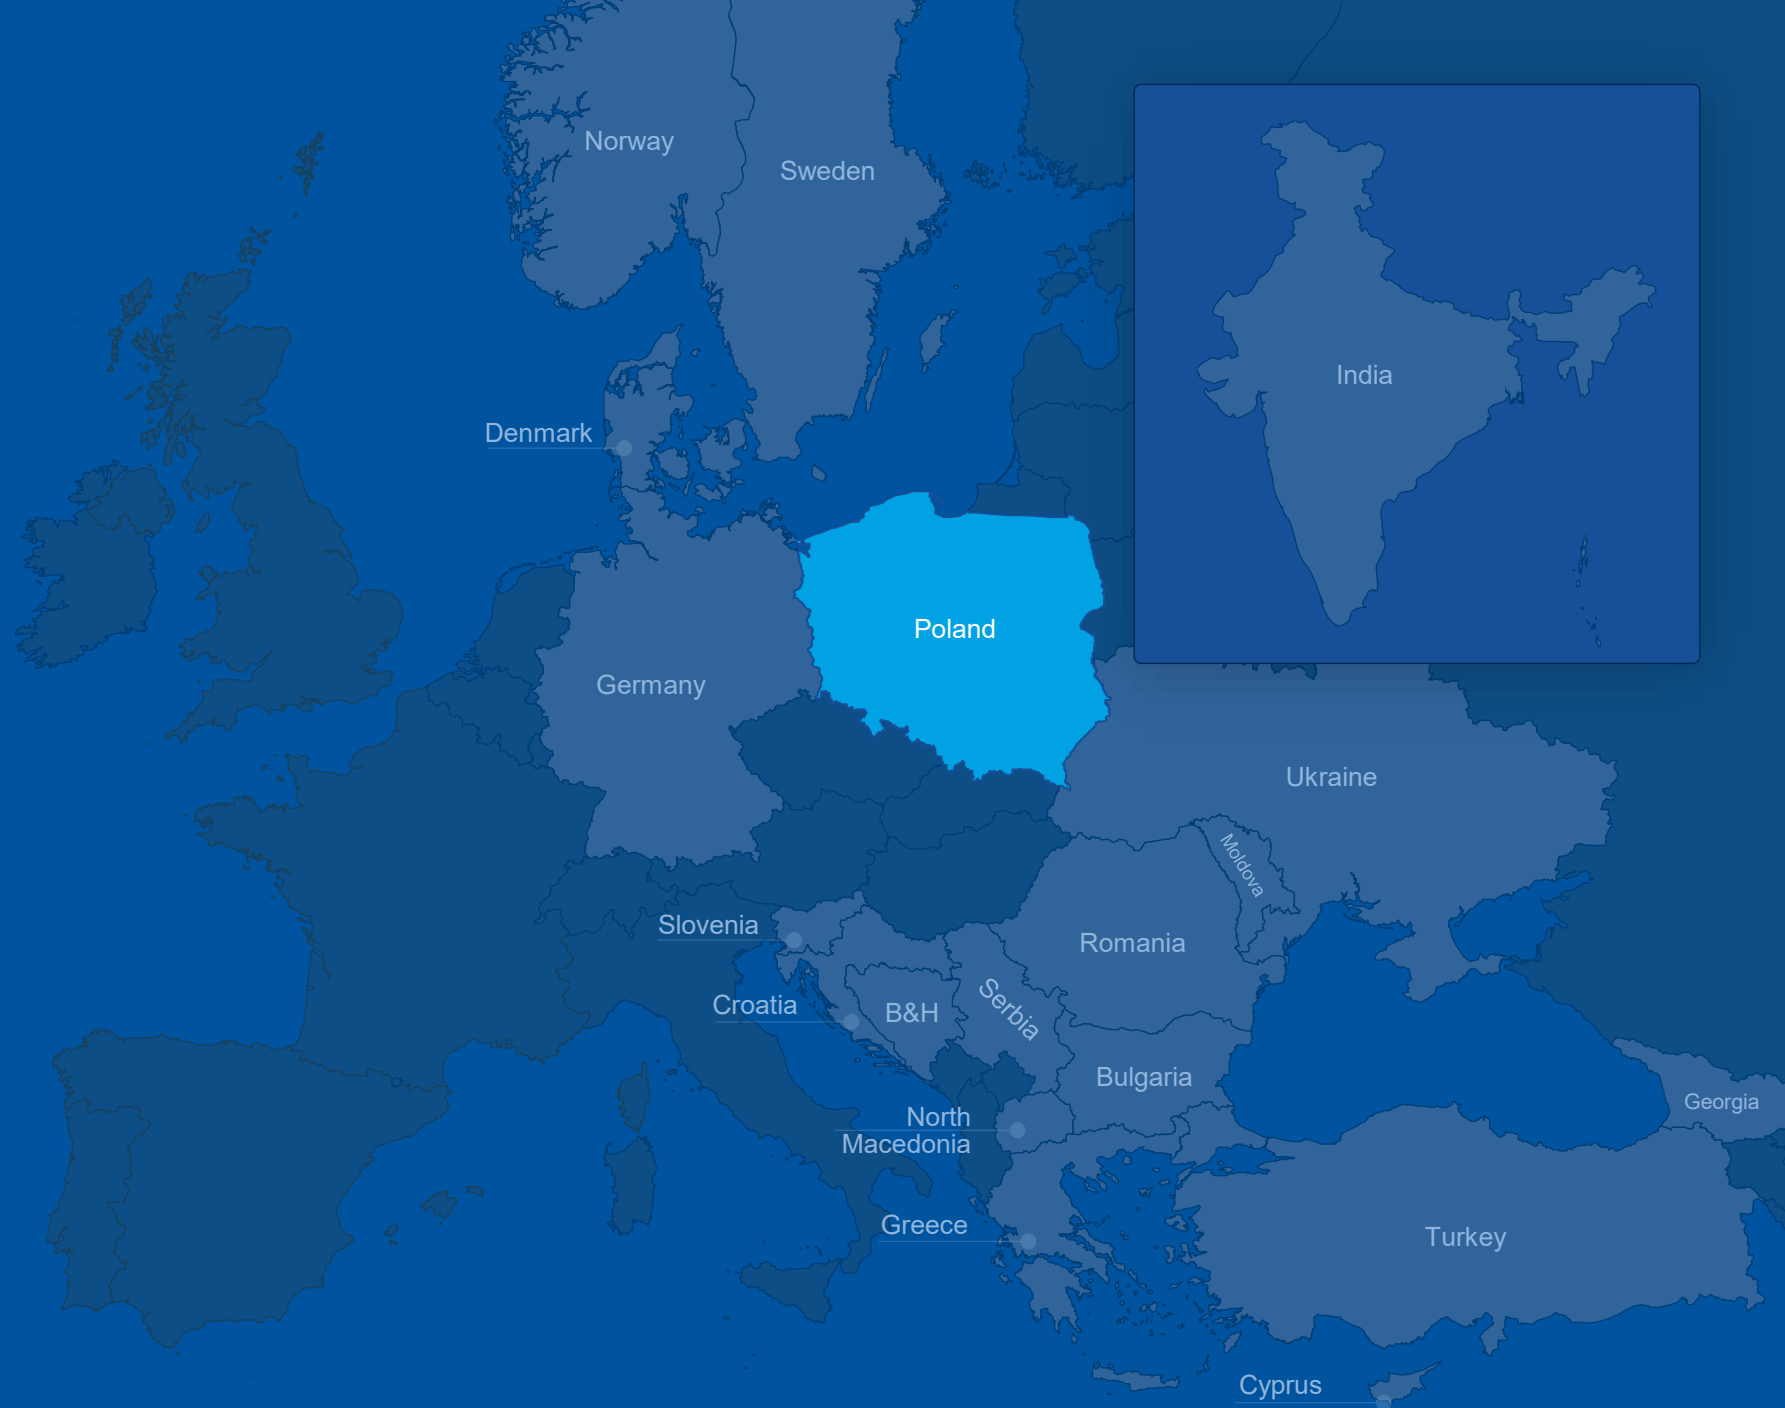 Norway
Sweden
India
Denmark
Poland
Germany
Ukraine
Moldova
Slovenia
Romania
Croatia
B&H
Serbia
Bulgaria
Georgia
North
Macedonia
Greece
Turkey
Cyprus